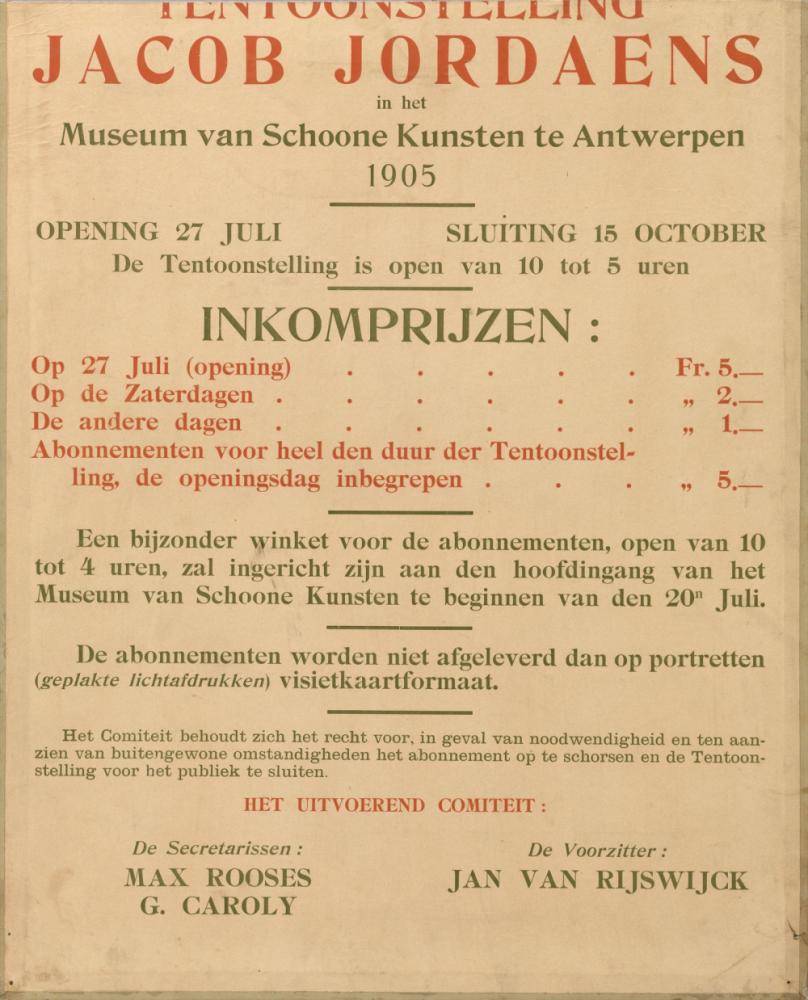 TENTOONSTELLING
JACOB JORDAENS
in het
Museum van Schoone Kunsten te Antwerpen
1905
OPENING 27 JULI SLUITING 15 OCTOBER
De Tentoonstelling is open van 10 tot 5 uren
INKOMPRIJZEN :
Op 27 Juli (opening) . . . . . Fr. 5.—
Op de Zaterdagen . . . . . . „ 2.—
De andere dagen . . . . . . „ 1.—
Abonnementen voor heel den duur der Tentoonstel-
ling, de openingsdag inbegrepen . . . „ 5.—
Een bijzonder winket voor de abonnementen, open van 10
tot 4 uren, zal ingericht zijn aan den hoofdingang van het
Museum van Schoone Kunsten te beginnen van den 20ⁿ Juli.
De abonnementen worden niet afgeleverd dan op portretten
(geplakte lichtafdrukken) visietkaartformaat.
Het Comiteit behoudt zich het recht voor, in geval van noodwendigheid en ten aan-
zien van buitengewone omstandigheden het abonnement op te schorsen en de Tentoon-
stelling voor het publiek te sluiten.
HET UITVOEREND COMITEIT :
De Secretarissen : De Voorzitter :
MAX ROOSES JAN VAN RIJSWIJCK
G. CAROLY